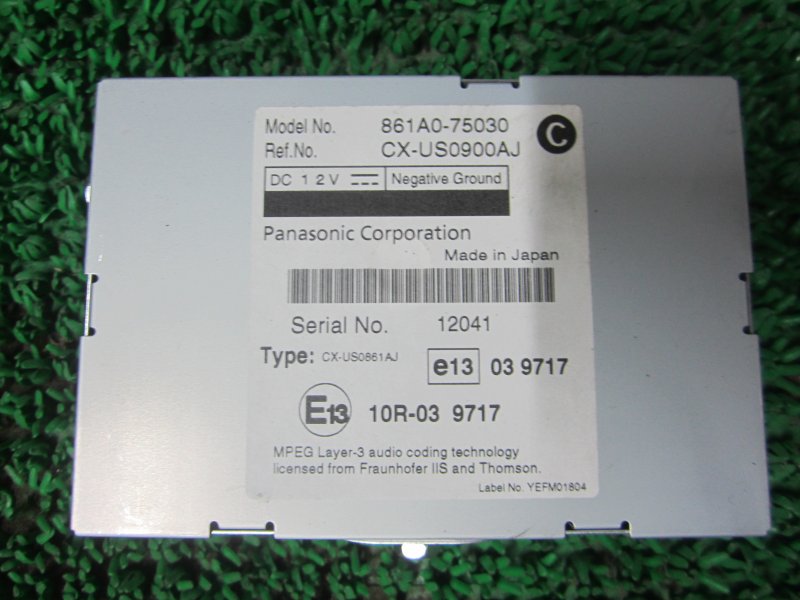 Model No. 861A0-75030 C
Ref.No. CX-US0900AJ
DC 12V Negative Ground
Panasonic Corporation
Made in Japan
Serial No. 12041
Type: CX-US0861AJ e13 03 9717
E13 10R-03 9717
MPEG Layer-3 audio coding technology
licensed from Fraunhofer IIS and Thomson.
Label No. YEFM01804